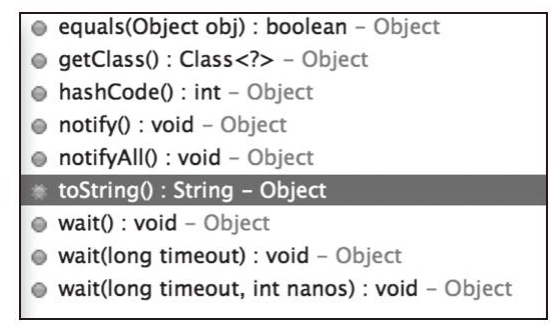 equals(Object obj) : boolean – Object
getClass() : Class<?> – Object
hashCode() : int – Object
notify() : void – Object
notifyAll() : void – Object
toString() : String – Object
wait() : void – Object
wait(long timeout) : void – Object
wait(long timeout, int nanos) : void – Object